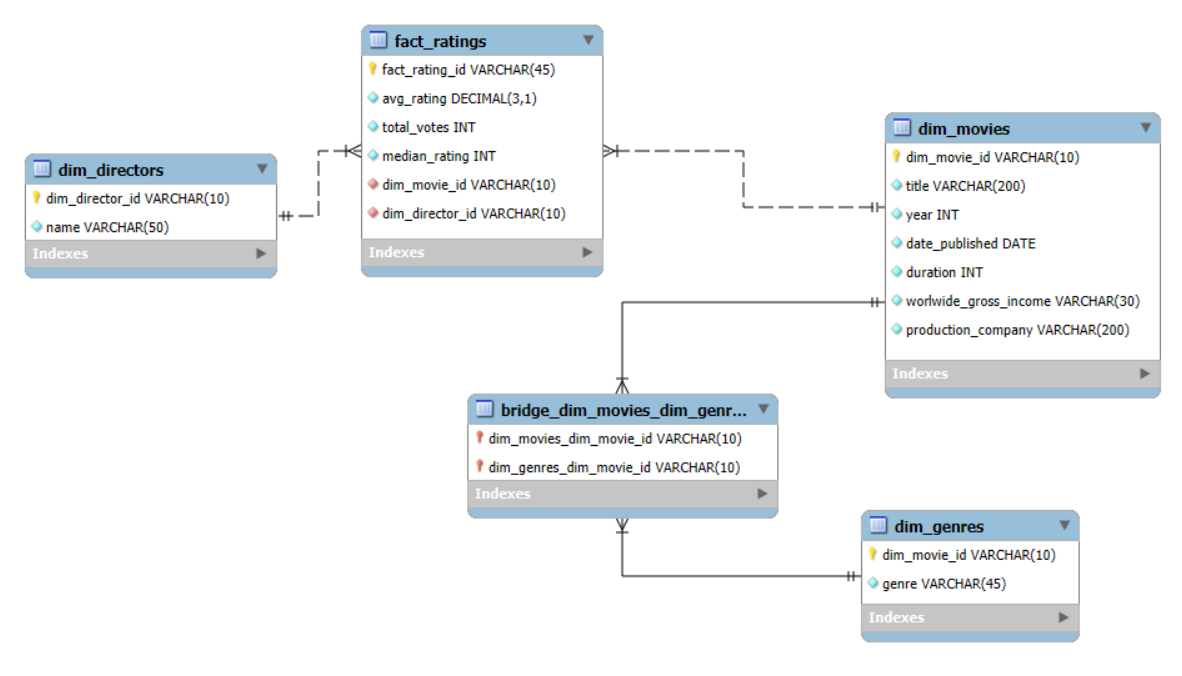 fact_ratings
fact_rating_id VARCHAR(45)
avg_rating DECIMAL(3,1)
total_votes INT
median_rating INT
dim_movie_id VARCHAR(10)
dim_director_id VARCHAR(10)
Indexes
dim_directors
dim_director_id VARCHAR(10)
name VARCHAR(50)
Indexes
dim_movies
dim_movie_id VARCHAR(10)
title VARCHAR(200)
year INT
date_published DATE
duration INT
worlwide_gross_income VARCHAR(30)
production_company VARCHAR(200)
Indexes
bridge_dim_movies_dim_genr...
dim_movies_dim_movie_id VARCHAR(10)
dim_genres_dim_movie_id VARCHAR(10)
Indexes
dim_genres
dim_movie_id VARCHAR(10)
genre VARCHAR(45)
Indexes